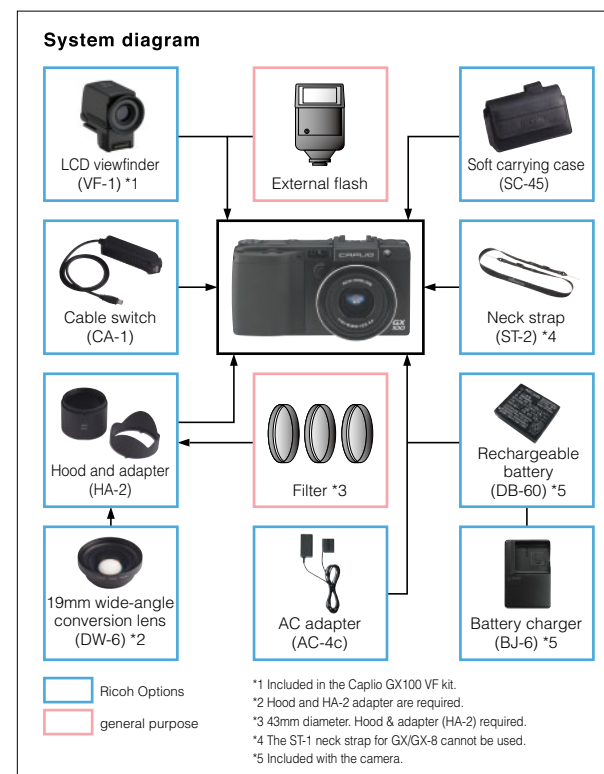 System diagram
LCD viewfinder
(VF-1) *1
External flash
Soft carrying case
(SC-45)
Cable switch
(CA-1)
CAPLIO
GX
100
Neck strap
(ST-2) *4
Hood and adapter
(HA-2)
Filter *3
Rechargeable
battery
(DB-60) *5
19mm wide-angle
conversion lens
(DW-6) *2
AC adapter
(AC-4c)
Battery charger
(BJ-6) *5
Ricoh Options
general purpose
*1 Included in the Caplio GX100 VF kit.
*2 Hood and HA-2 adapter are required.
*3 43mm diameter. Hood & adapter (HA-2) required.
*4 The ST-1 neck strap for GX/GX-8 cannot be used.
*5 Included with the camera.